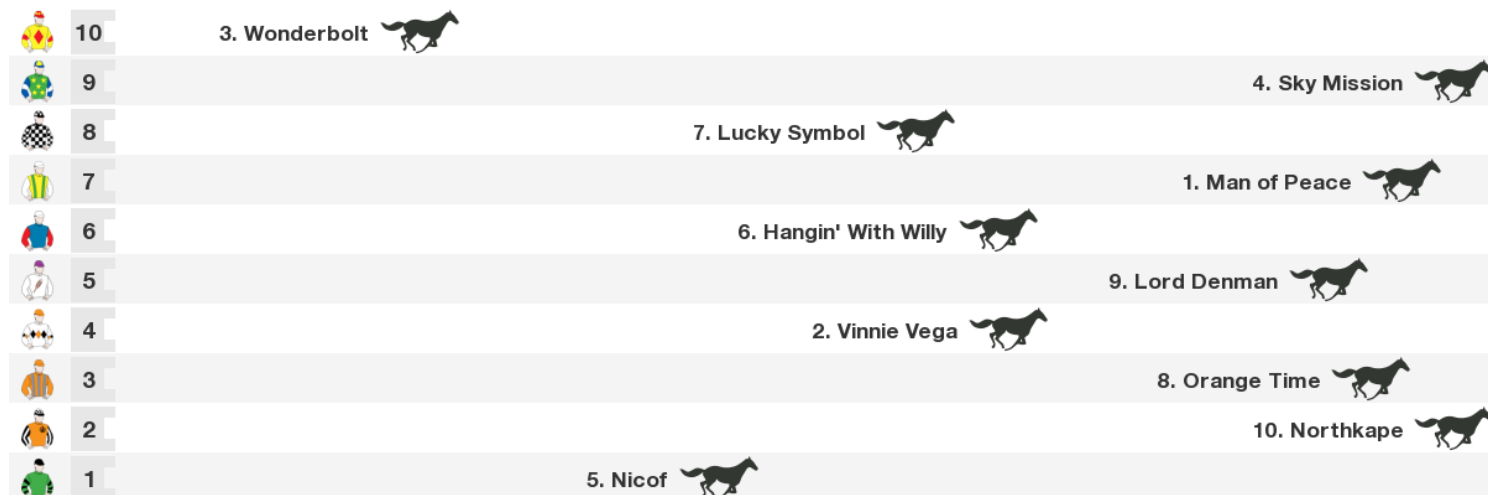 10 3. Wonderbolt
9 4. Sky Mission
8 7. Lucky Symbol
7 1. Man of Peace
6 6. Hangin' With Willy
5 9. Lord Denman
4 2. Vinnie Vega
3 8. Orange Time
2 10. Northkape
1 5. Nicof